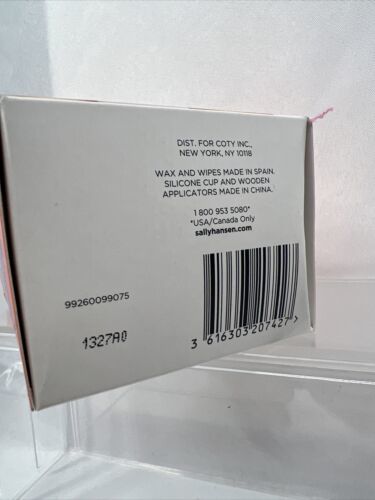 DIST. FOR COTY INC.,
NEW YORK, NY 10118
WAX AND WIPES MADE IN SPAIN.
SILICONE CUP AND WOODEN
APPLICATORS MADE IN CHINA.
1 800 953 5080*
*USA/Canada Only
sallyhansen.com
99260099075
1327A0
3 616303 207427 >